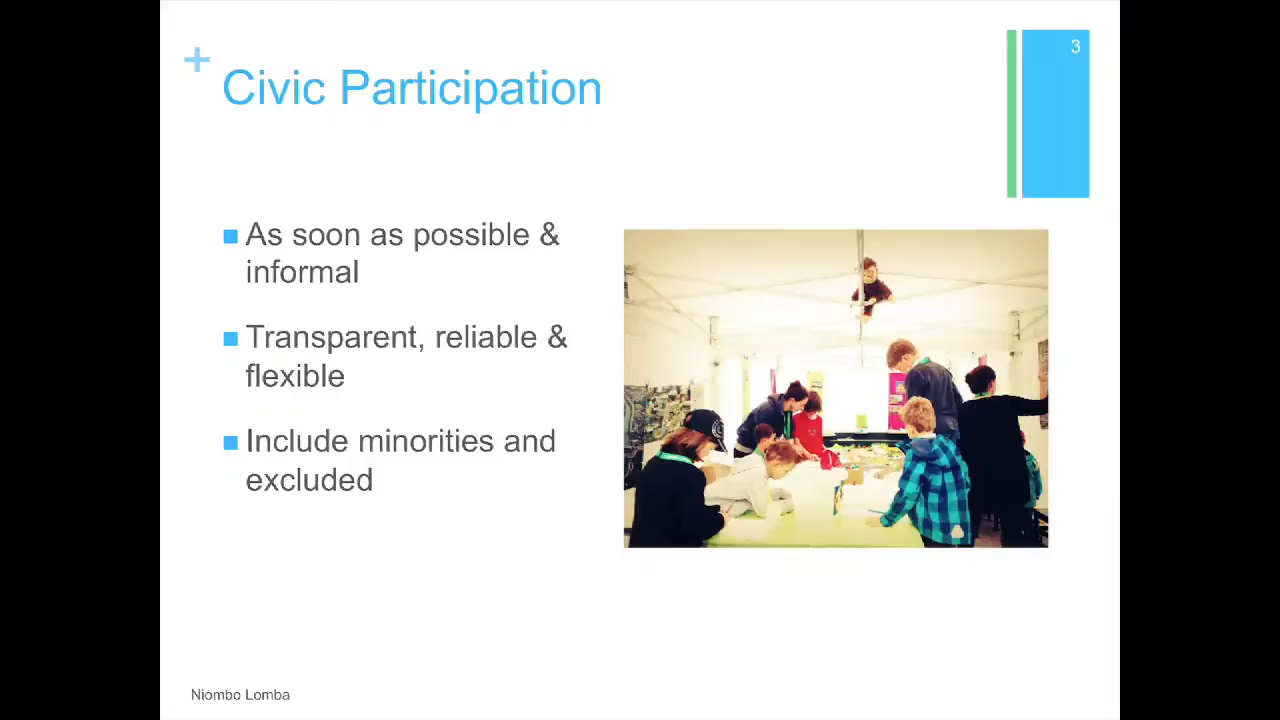 3
+
Civic Participation
As soon as possible &
informal
Transparent, reliable &
flexible
Include minorities and
excluded
Niombo Lomba